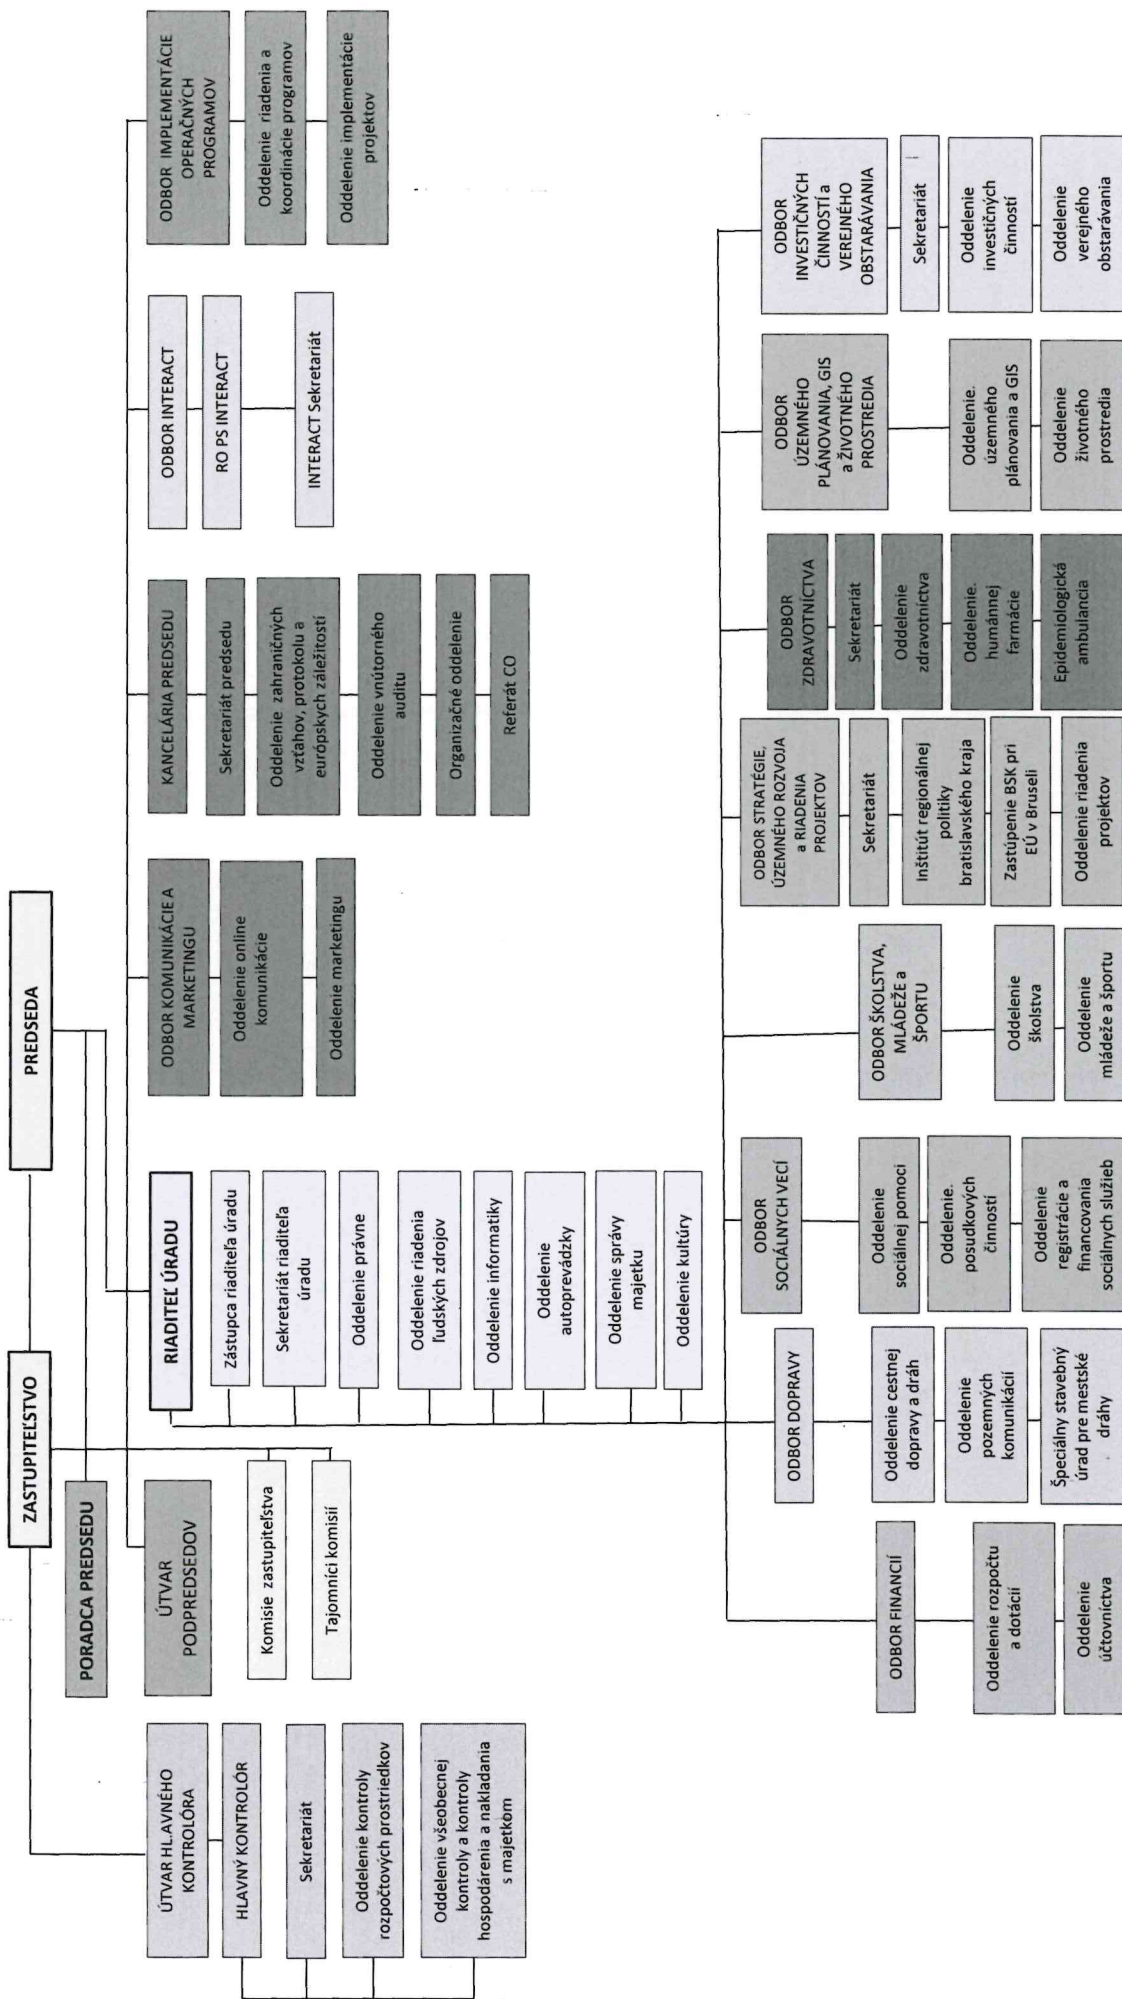 ZASTUPITEĽSTVO
PREDSEDA
PORADCA PREDSEDU
ÚTVAR HL.AVNÉHO
KONTROLÓRA
HLAVNÝ KONTROLÓR
Sekretariát
Oddelenie kontroly
rozpočtových prostriedkov
Oddelenie všeobecnej
kontroly a kontroly
hospodárenia a nakladania
s majetkom
ÚTVAR
PODPREDSEDOV
Komisie zastupiteľstva
Tajomníci komisií
RIADITEĽ ÚRADU
Zástupca riaditeľa úradu
Sekretariát riaditeľa
úradu
Oddelenie právne
Oddelenie riadenia
ľudských zdrojov
Oddelenie informatiky
Oddelenie
autoprevádzky
Oddelenie správy
majetku
Oddelenie kultúry
ODBOR KOMUNIKÁCIE A
MARKETINGU
Oddelenie online
komunikácie
Oddelenie marketingu
KANCELÁRIA PREDSEDU
Sekretariát predsedu
Oddelenie zahraničných
vzťahov, protokolu a
európskych záležitostí
Oddelenie vnútorného
auditu
Organizačné oddelenie
Referát CO
ODBOR INTERACT
RO PS INTERACT
INTERACT Sekretariát
ODBOR IMPLEMENTÁCIE
OPERAČNÝCH
PROGRAMOV
Oddelenie riadenia a
koordinácie programov
Oddelenie implementácie
projektov
ODBOR FINANCIÍ
Oddelenie rozpočtu
a dotácií
Oddelenie
účtovníctva
ODBOR DOPRAVY
Oddelenie cestnej
dopravy a dráh
Oddelenie
pozemných
komunikácií
Špeciálny stavebný
úrad pre mestské
dráhy
ODBOR
SOCIÁLNYCH VECÍ
Oddelenie
sociálnej pomoci
Oddelenie.
posudkových
činností
Oddelenie
registrácie a
financovania
sociálnych služieb
ODBOR ŠKOLSTVA,
MLÁDEŽE a
ŠPORTU
Oddelenie
školstva
Oddelenie
mládeže a športu
ODBOR STRATÉGIE,
ÚZEMNÉHO ROZVOJA
a RIADENIA
PROJEKTOV
Sekretariát
Inštitút regionálnej
politiky
bratislavského kraja
Zastúpenie BSK pri
EÚ v Bruseli
Oddelenie riadenia
projektov
ODBOR
ZDRAVOTNÍCTVA
Sekretariát
Oddelenie
zdravotníctva
Oddelenie.
humánnej
farmácie
Epidemiologická
ambulancia
ODBOR
ÚZEMNÉHO
PLÁNOVANIA, GIS
a ŽIVOTNÉHO
PROSTREDIA
Oddelenie.
územného
plánovania a GIS
Oddelenie
životného
prostredia
ODBOR
INVESTIČNÝCH
ČINNOSTÍ a
VEREJNÉHO
OBSTARÁVANIA
Sekretariát
Oddelenie
investičných
činností
Oddelenie
verejného
obstarávania